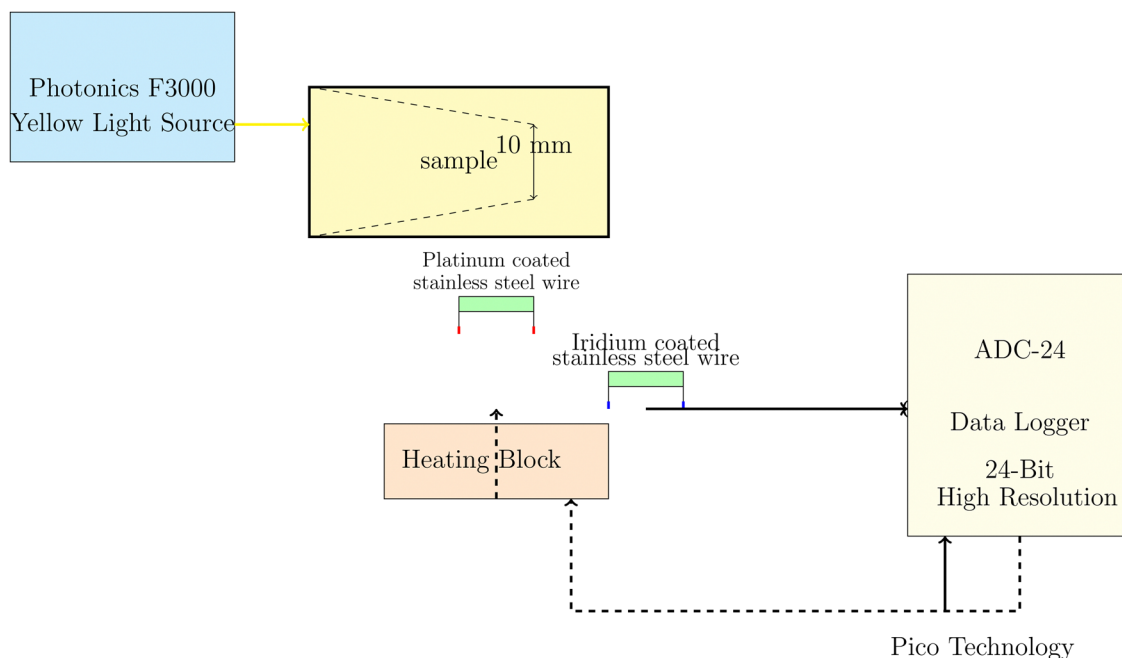 Photonics F3000
Yellow Light Source
10 mm
sample
Platinum coated
stainless steel wire
Iridium coated
stainless steel wire
ADC-24
Data Logger
24-Bit
High Resolution
Heating Block
Pico Technology